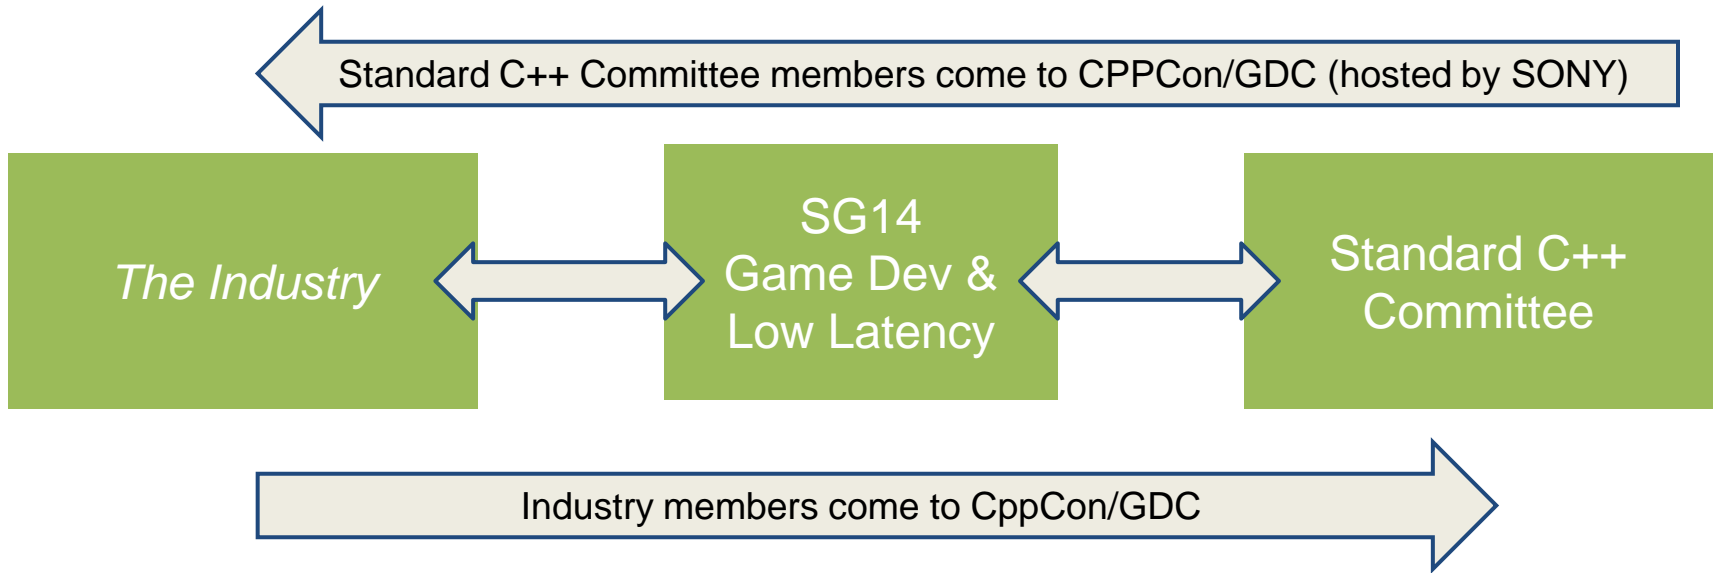 Standard C++ Committee members come to CPPCon/GDC (hosted by SONY)
The Industry
SG14
Game Dev &
Low Latency
Standard C++
Committee
Industry members come to CppCon/GDC